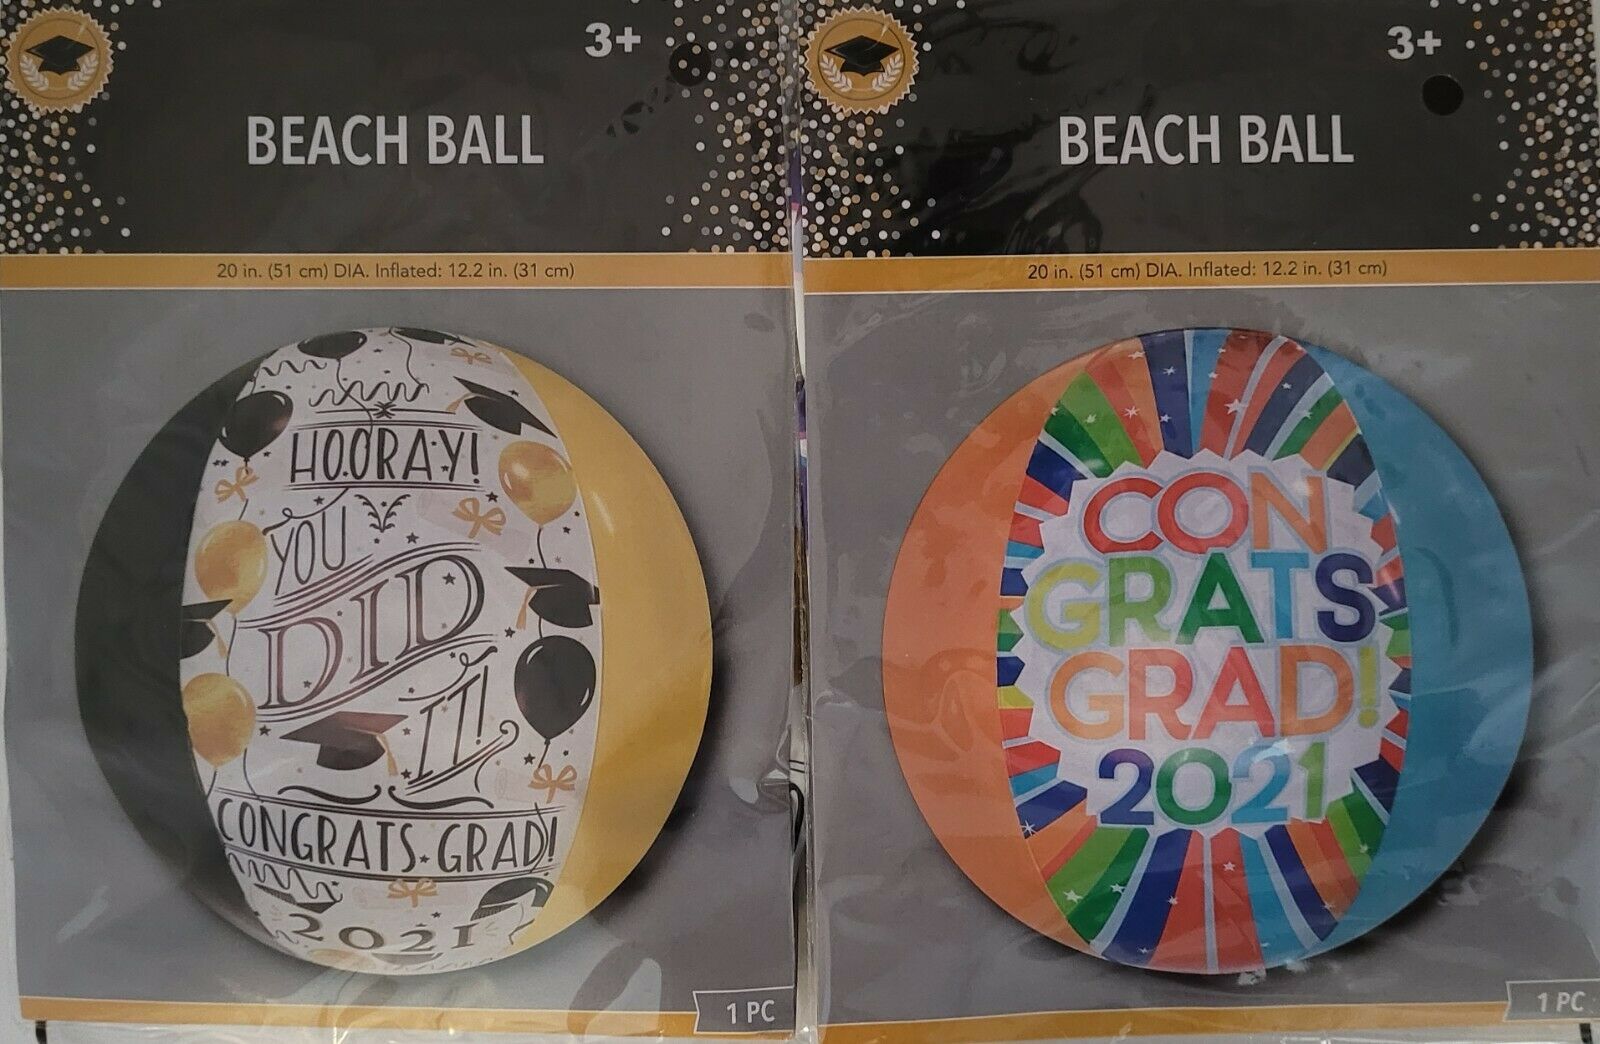 3+
BEACH BALL
20 in. (51 cm) DIA. Inflated: 12.2 in. (31 cm)
HOORAY!
YOU
DID
IT!
CONGRATS GRAD!
2021
1 PC
3+
BEACH BALL
20 in. (51 cm) DIA. Inflated: 12.2 in. (31 cm)
CON
GRATS
GRAD!
2021
1 PC